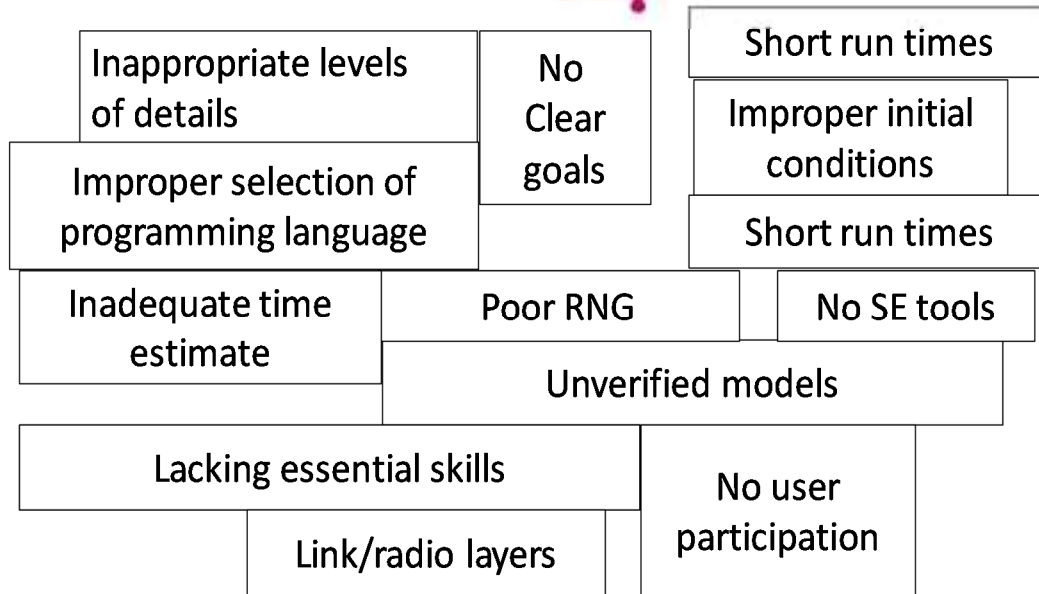 Inappropriate levels
of details
No
Clear
goals
Short run times
Improper initial
conditions
Improper selection of
programming language
Short run times
Inadequate time
estimate
Poor RNG
No SE tools
Unverified models
Lacking essential skills
No user
participation
Link/radio layers